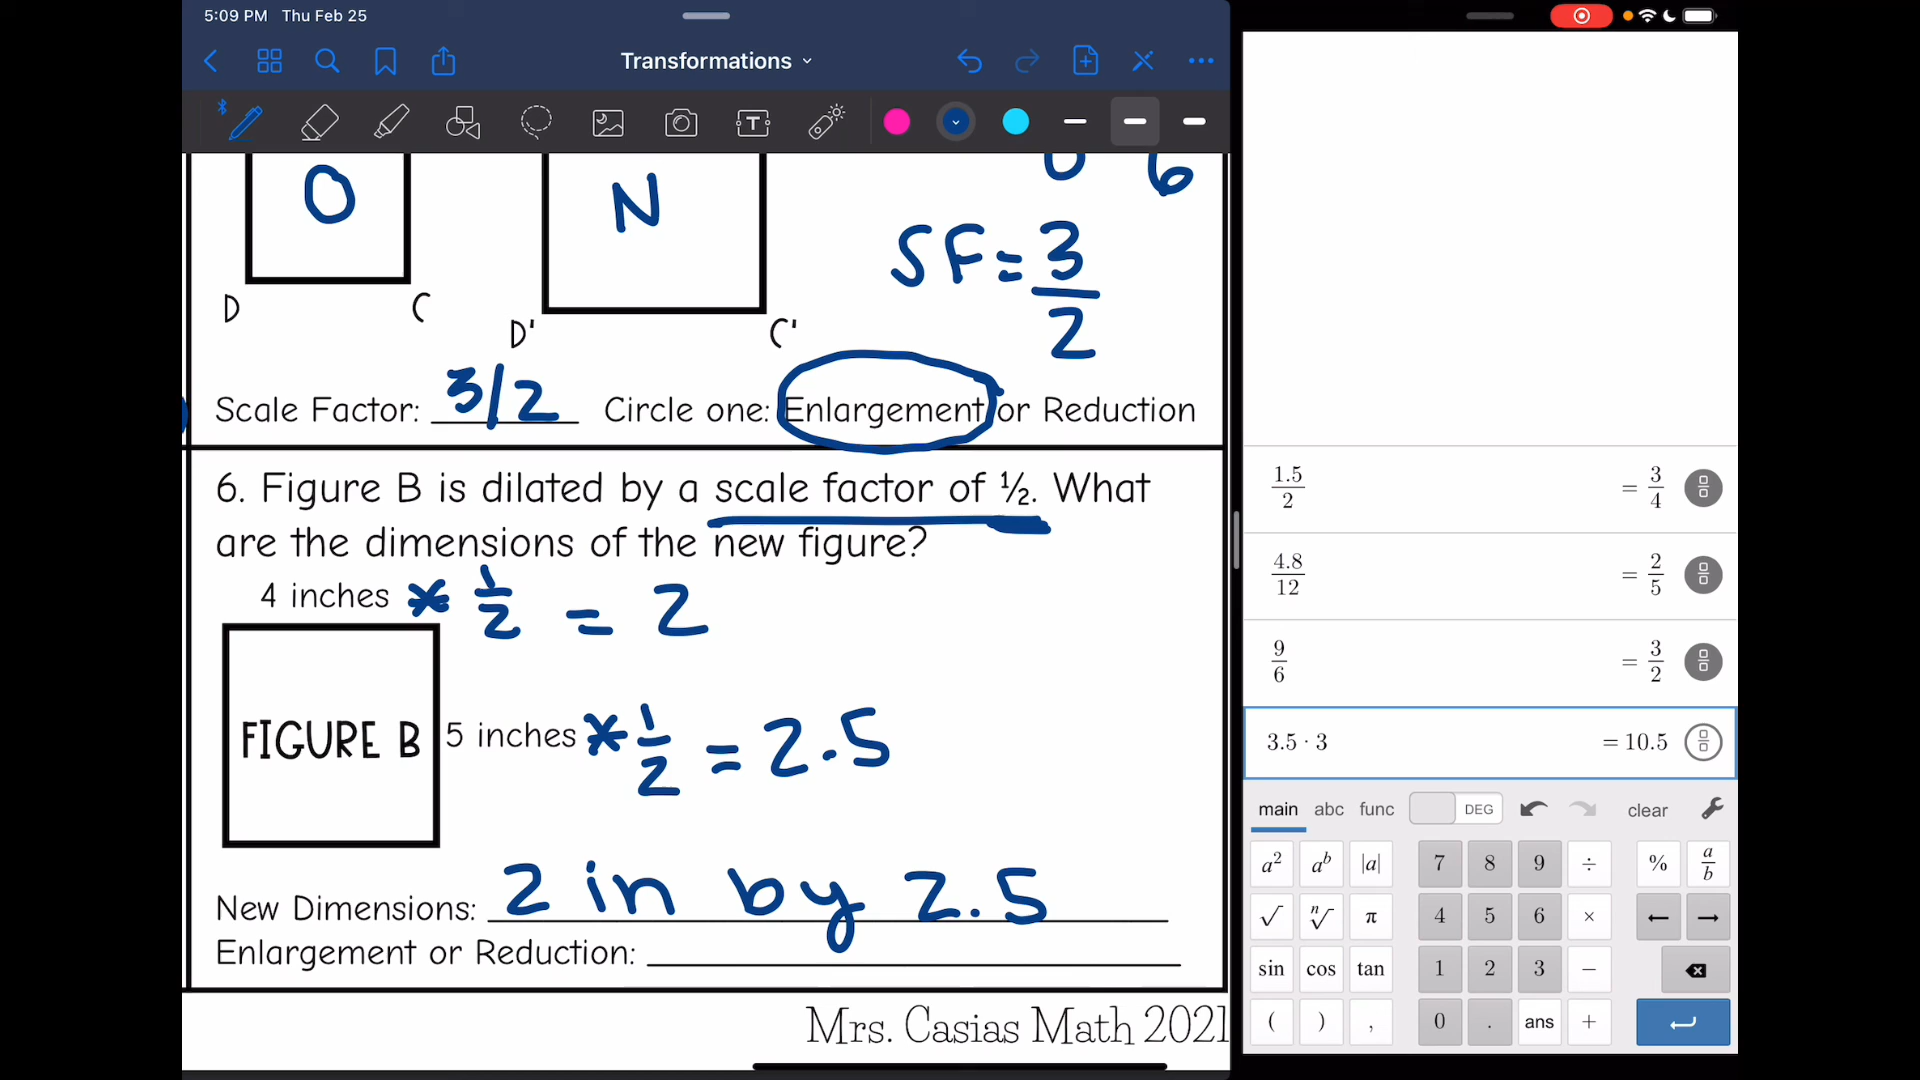 5:09 PM Thu Feb 25
Transformations
T
O
N
6
SF = 3/2
D
C
D'
C'
Scale Factor: 3/2 Circle one: Enlargement or Reduction
6. Figure B is dilated by a scale factor of ½. What
are the dimensions of the new figure?
4 inches * 1/2 = 2
FIGURE B
5 inches * 1/2 = 2.5
New Dimensions: 2 in by 2.5
Enlargement or Reduction:
Mrs. Casias Math 2021
1.5/2 = 3/4
4.8/12 = 2/5
9/6 = 3/2
3.5 · 3 = 10.5
main abc func DEG clear
a² aᵇ |a| 7 8 9 ÷ % a/b
√ ⁿ√ π 4 5 6 × ← →
sin cos tan 1 2 3 −
( ) , 0 . ans +